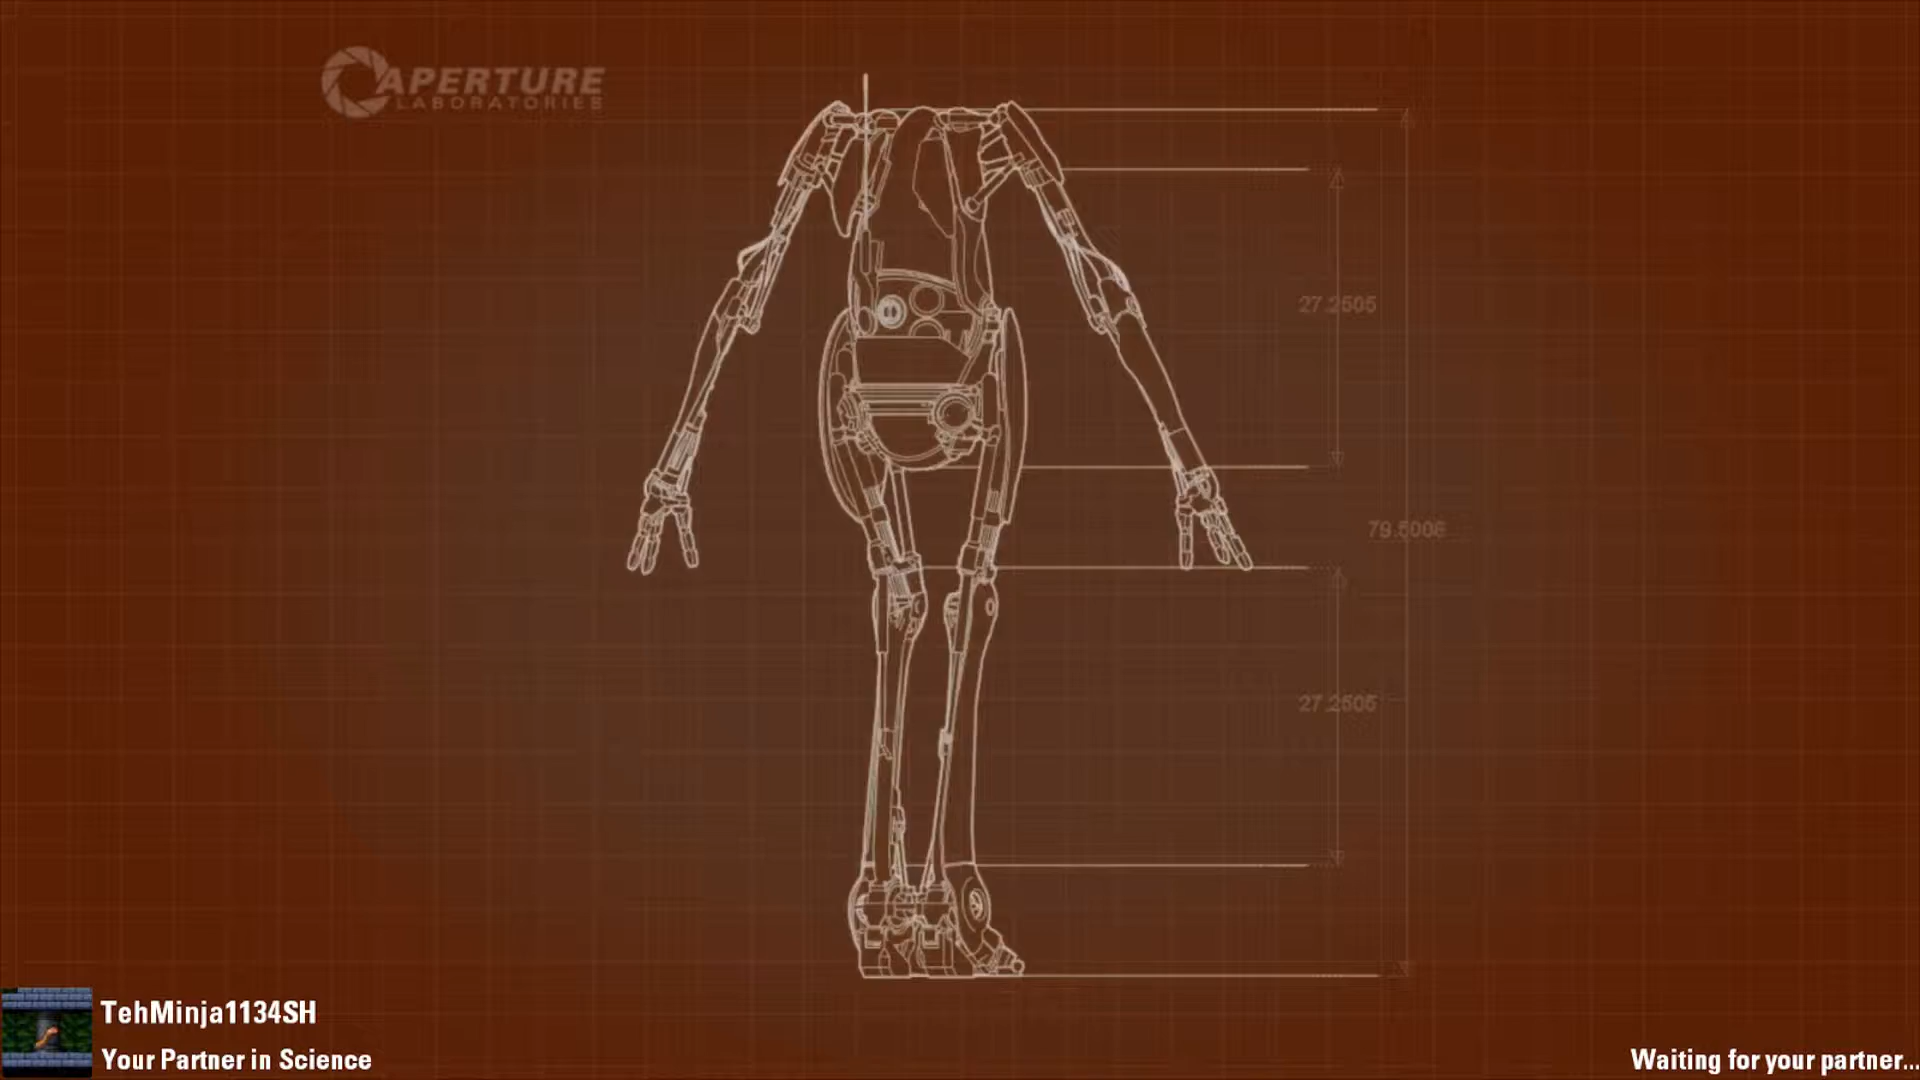 APERTURE
LABORATORIES
27.2505
79.5006
27.2505
TehMinja1134SH
Your Partner in Science
Waiting for your partner...